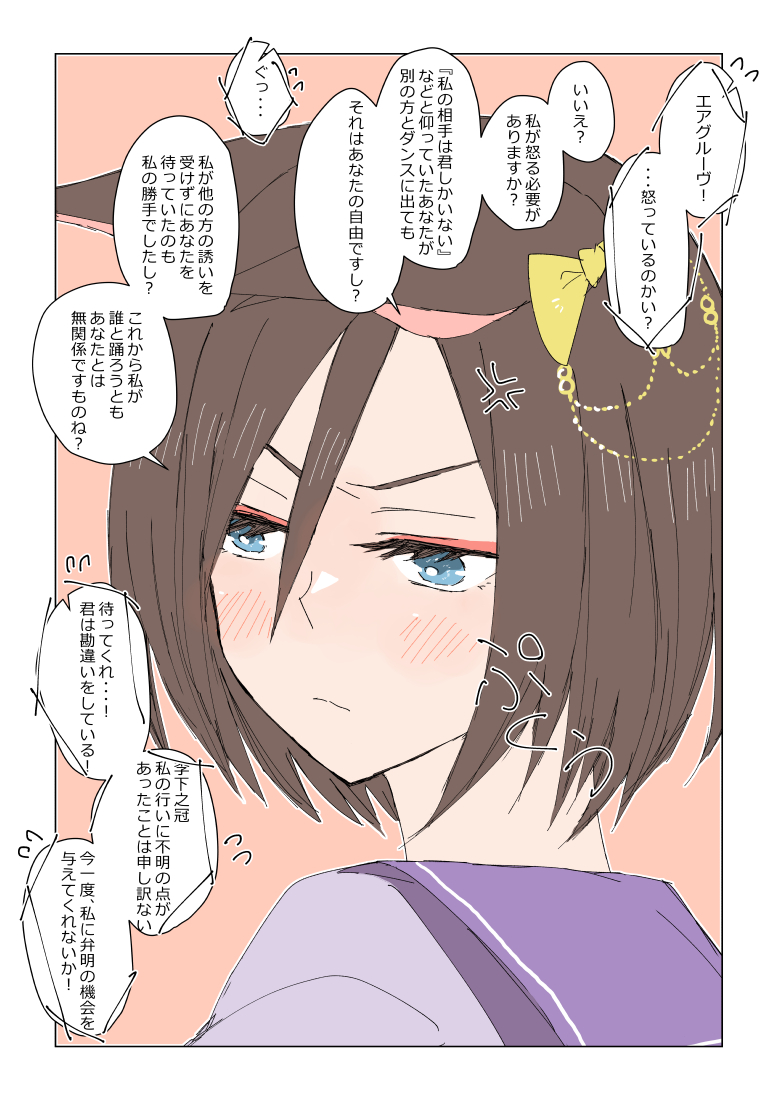 エアグルーヴ！
・・怒っているのかい？
いいえ？
私が怒る必要が
ありますか？
『私の相手は君しかいない』
などと仰っていたあなたが
別の方とダンスに出ても
それはあなたの自由ですし？
ぐっ・・・
私が他の方の誘いを
受けずにあなたを
待っていたのも
私の勝手でしたし？
これから私が
誰と踊ろうとも
あなたとは
無関係ですものね？
ぷぅぅ
待ってくれ・・・！
君は勘違いをしている！
李下之冠
私の行いに不明の点が
あったことは申し訳ない
今一度、私に弁明の機会を
与えてくれないか！